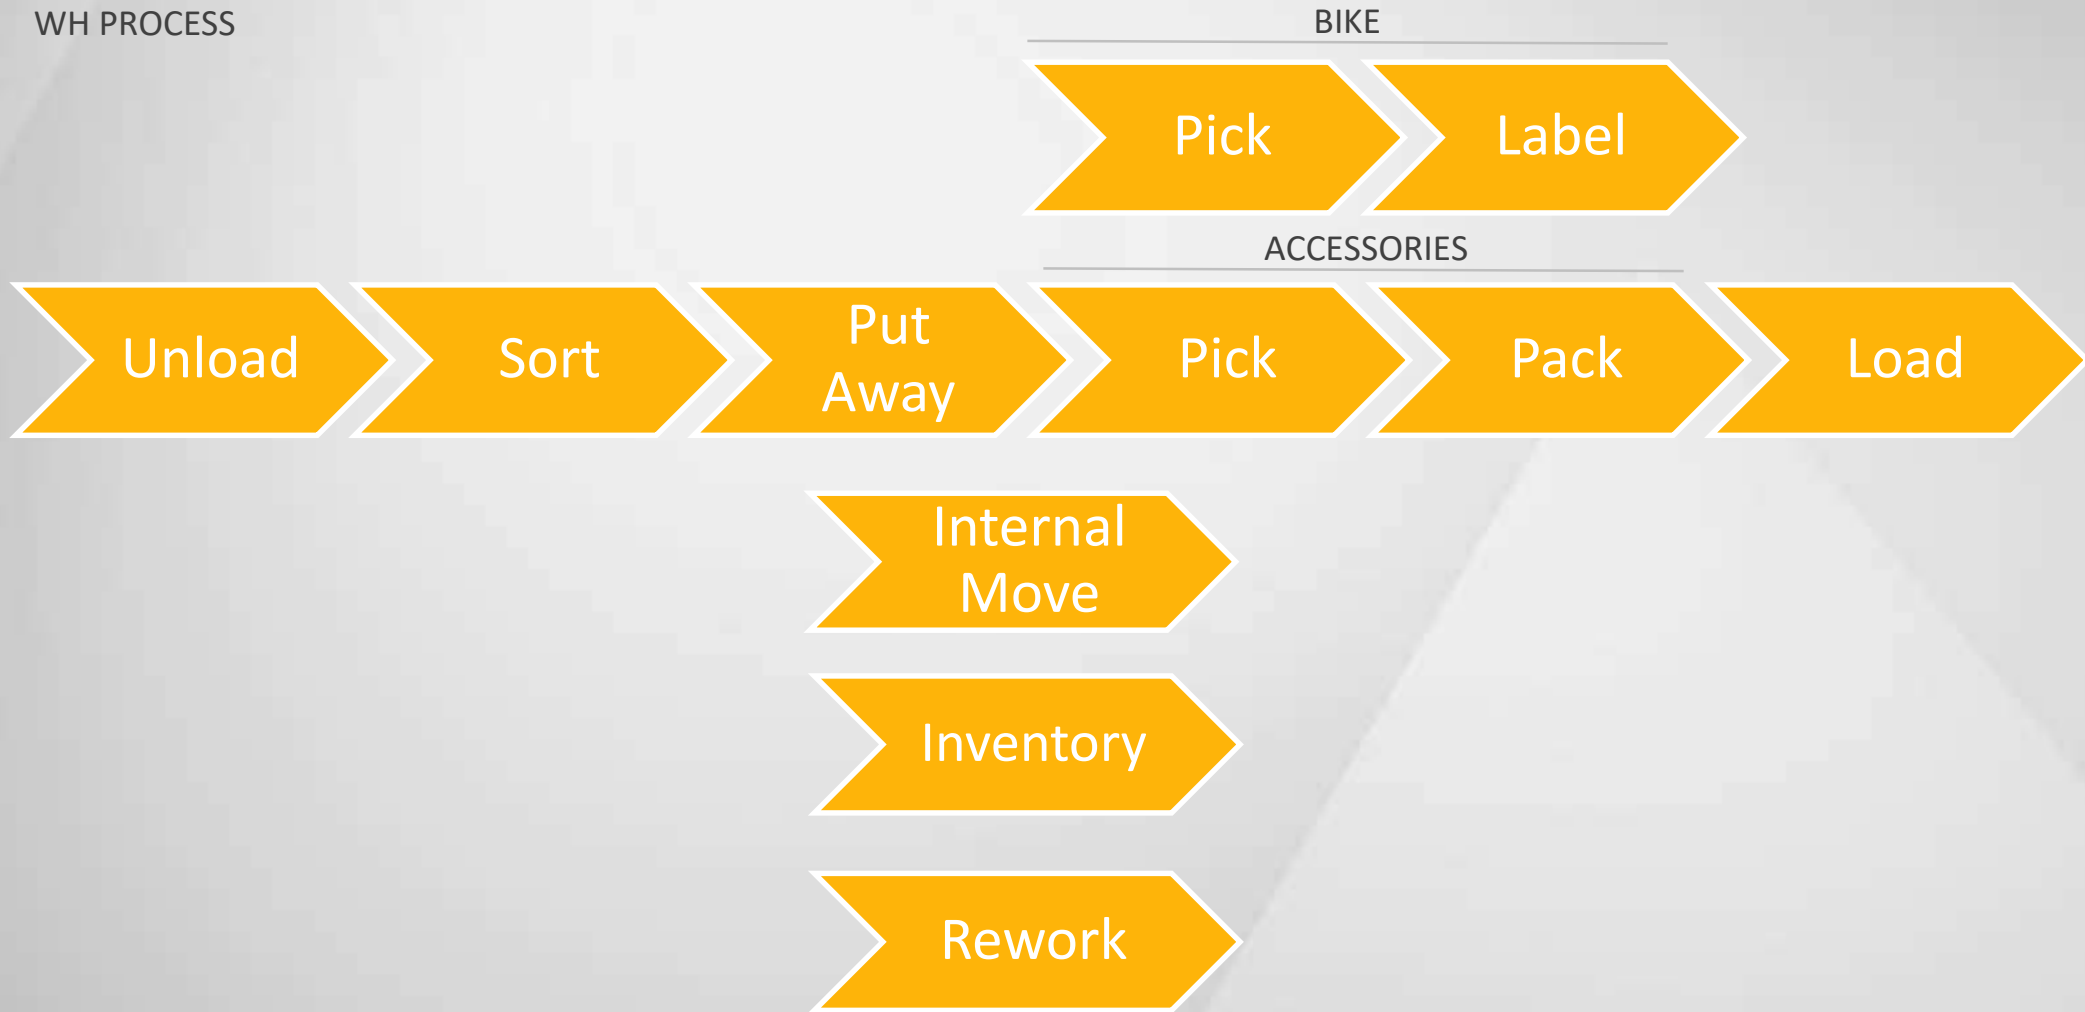 WH PROCESS
BIKE
Pick
Label
ACCESSORIES
Unload
Sort
Put
Away
Pick
Pack
Load
Internal
Move
Inventory
Rework